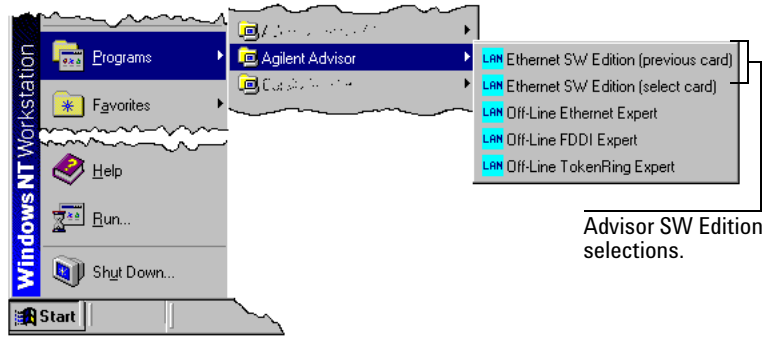 Windows NT Workstation
Programs
Favorites
Help
Run...
Shut Down...
Start
Agilent Advisor
LAN Ethernet SW Edition (previous card)
LAN Ethernet SW Edition (select card)
LAN Off-Line Ethernet Expert
LAN Off-Line FDDI Expert
LAN Off-Line TokenRing Expert
Advisor SW Edition
selections.